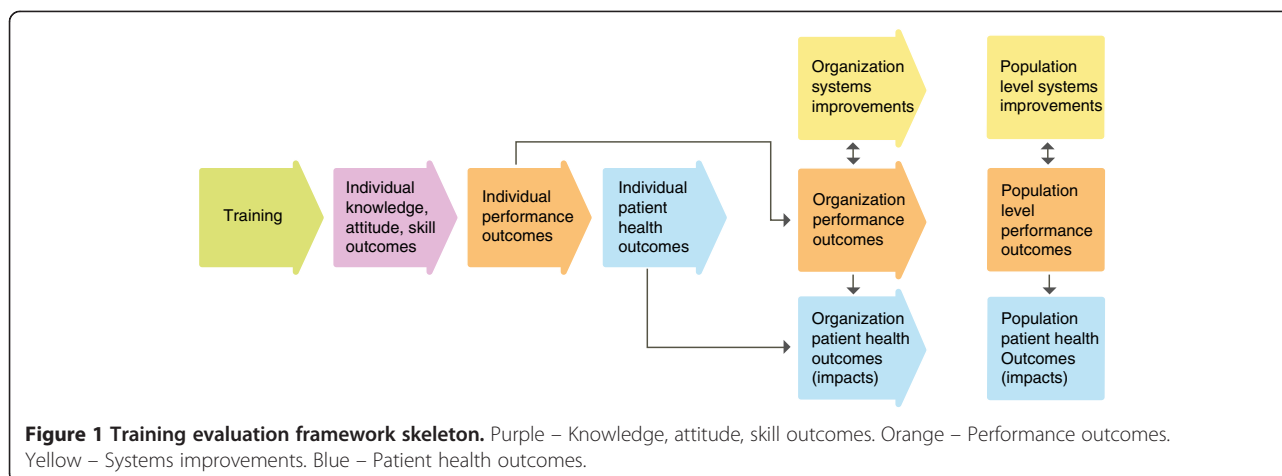 Organization
systems
improvements
Population
level systems
improvements
Training
Individual
knowledge,
attitude, skill
outcomes
Individual
performance
outcomes
Individual
patient
health
outcomes
Organization
performance
outcomes
Population
level
performance
outcomes
Organization
patient health
outcomes
(impacts)
Population
patient health
Outcomes
(impacts)
Figure 1 Training evaluation framework skeleton. Purple – Knowledge, attitude, skill outcomes. Orange – Performance outcomes.
Yellow – Systems improvements. Blue – Patient health outcomes.